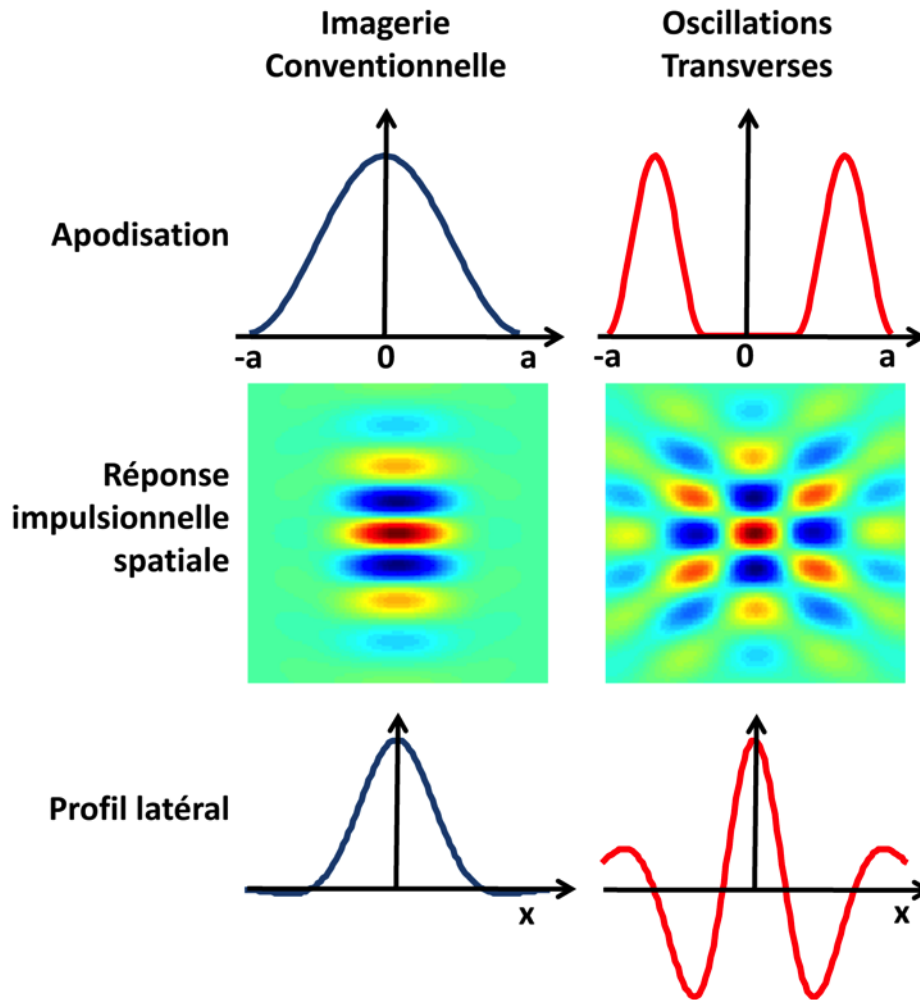 Imagerie
Conventionnelle
Oscillations
Transverses
Apodisation
-a
0
a
-a
0
a
Réponse
impulsionnelle
spatiale
Profil latéral
x
x